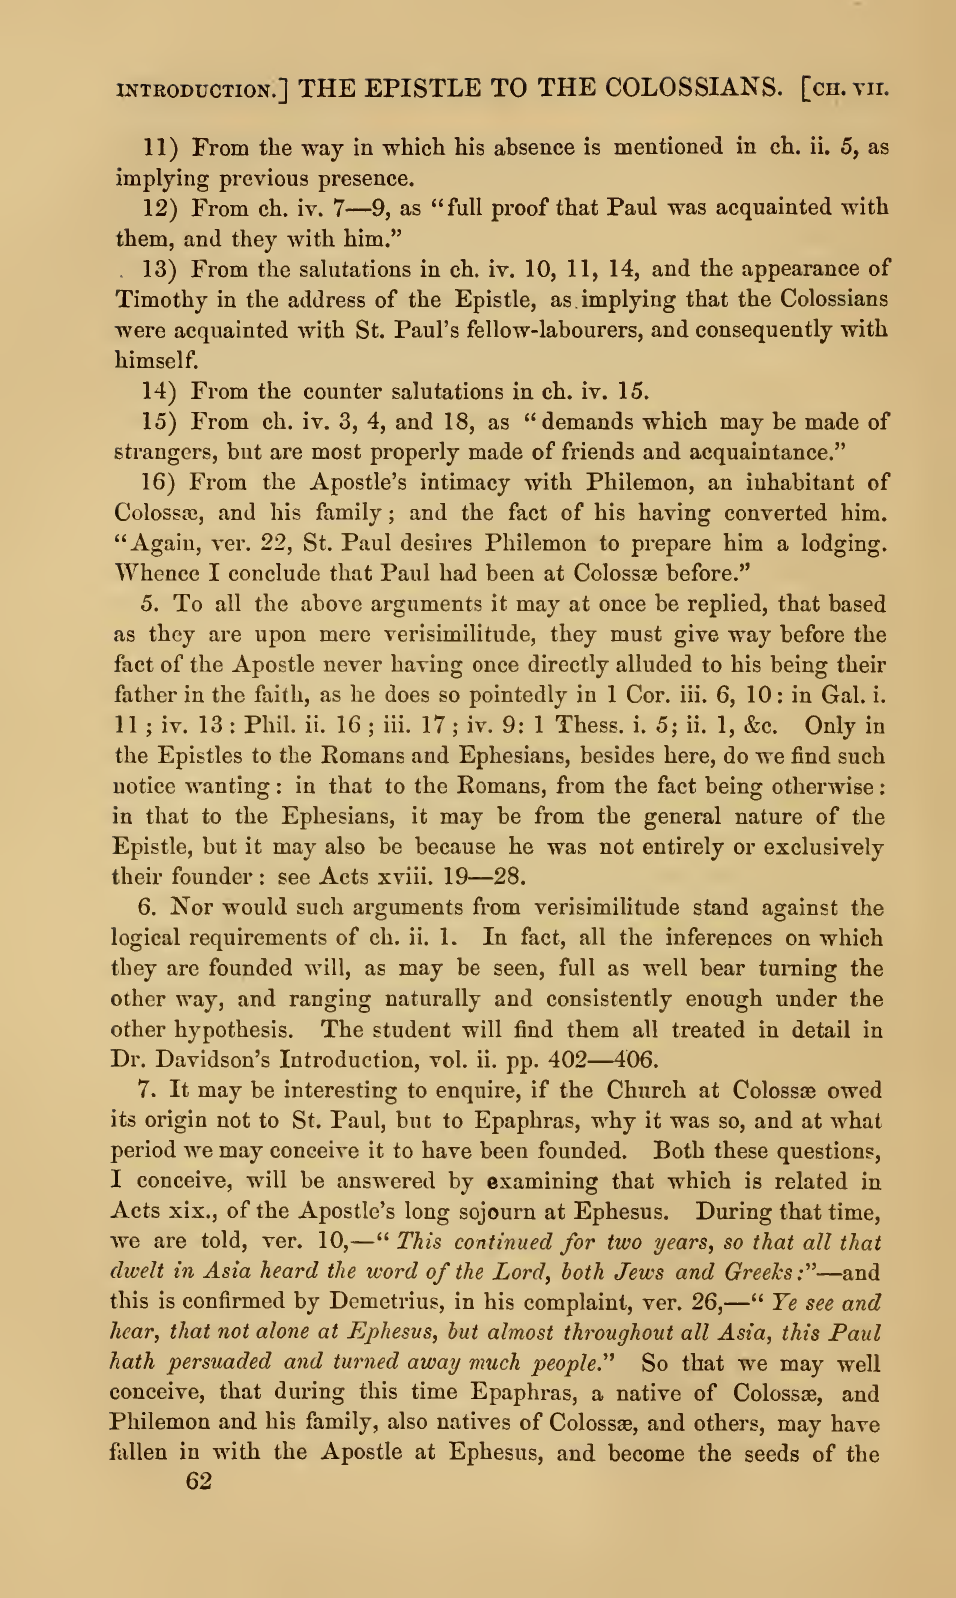 INTRODUCTION.] THE EPISTLE TO THE COLOSSIANS. [CH. VII.
11) From the way in which his absence is mentioned in ch. ii. 5, as
implying previous presence.
12) From ch. iv. 7—9, as “full proof that Paul was acquainted with
them, and they with him.”
13) From the salutations in ch. iv. 10, 11, 14, and the appearance of
Timothy in the address of the Epistle, as implying that the Colossians
were acquainted with St. Paul’s fellow-labourers, and consequently with
himself.
14) From the counter salutations in ch. iv. 15.
15) From ch. iv. 3, 4, and 18, as “demands which may be made of
strangers, but are most properly made of friends and acquaintance.”
16) From the Apostle’s intimacy with Philemon, an inhabitant of
Colossæ, and his family; and the fact of his having converted him.
“Again, ver. 22, St. Paul desires Philemon to prepare him a lodging.
Whence I conclude that Paul had been at Colossæ before.”
5. To all the above arguments it may at once be replied, that based
as they are upon mere verisimilitude, they must give way before the
fact of the Apostle never having once directly alluded to his being their
father in the faith, as he does so pointedly in 1 Cor. iii. 6, 10: in Gal. i.
11; iv. 13: Phil. ii. 16; iii. 17; iv. 9: 1 Thess. i. 5; ii. 1, &c. Only in
the Epistles to the Romans and Ephesians, besides here, do we find such
notice wanting: in that to the Romans, from the fact being otherwise:
in that to the Ephesians, it may be from the general nature of the
Epistle, but it may also be because he was not entirely or exclusively
their founder: see Acts xviii. 19—28.
6. Nor would such arguments from verisimilitude stand against the
logical requirements of ch. ii. 1. In fact, all the inferences on which
they are founded will, as may be seen, full as well bear turning the
other way, and ranging naturally and consistently enough under the
other hypothesis. The student will find them all treated in detail in
Dr. Davidson’s Introduction, vol. ii. pp. 402—406.
7. It may be interesting to enquire, if the Church at Colossæ owed
its origin not to St. Paul, but to Epaphras, why it was so, and at what
period we may conceive it to have been founded. Both these questions,
I conceive, will be answered by examining that which is related in
Acts xix., of the Apostle’s long sojourn at Ephesus. During that time,
we are told, ver. 10,—“This continued for two years, so that all that
dwelt in Asia heard the word of the Lord, both Jews and Greeks:”—and
this is confirmed by Demetrius, in his complaint, ver. 26,—“Ye see and
hear, that not alone at Ephesus, but almost throughout all Asia, this Paul
hath persuaded and turned away much people.” So that we may well
conceive, that during this time Epaphras, a native of Colossæ, and
Philemon and his family, also natives of Colossæ, and others, may have
fallen in with the Apostle at Ephesus, and become the seeds of the
62